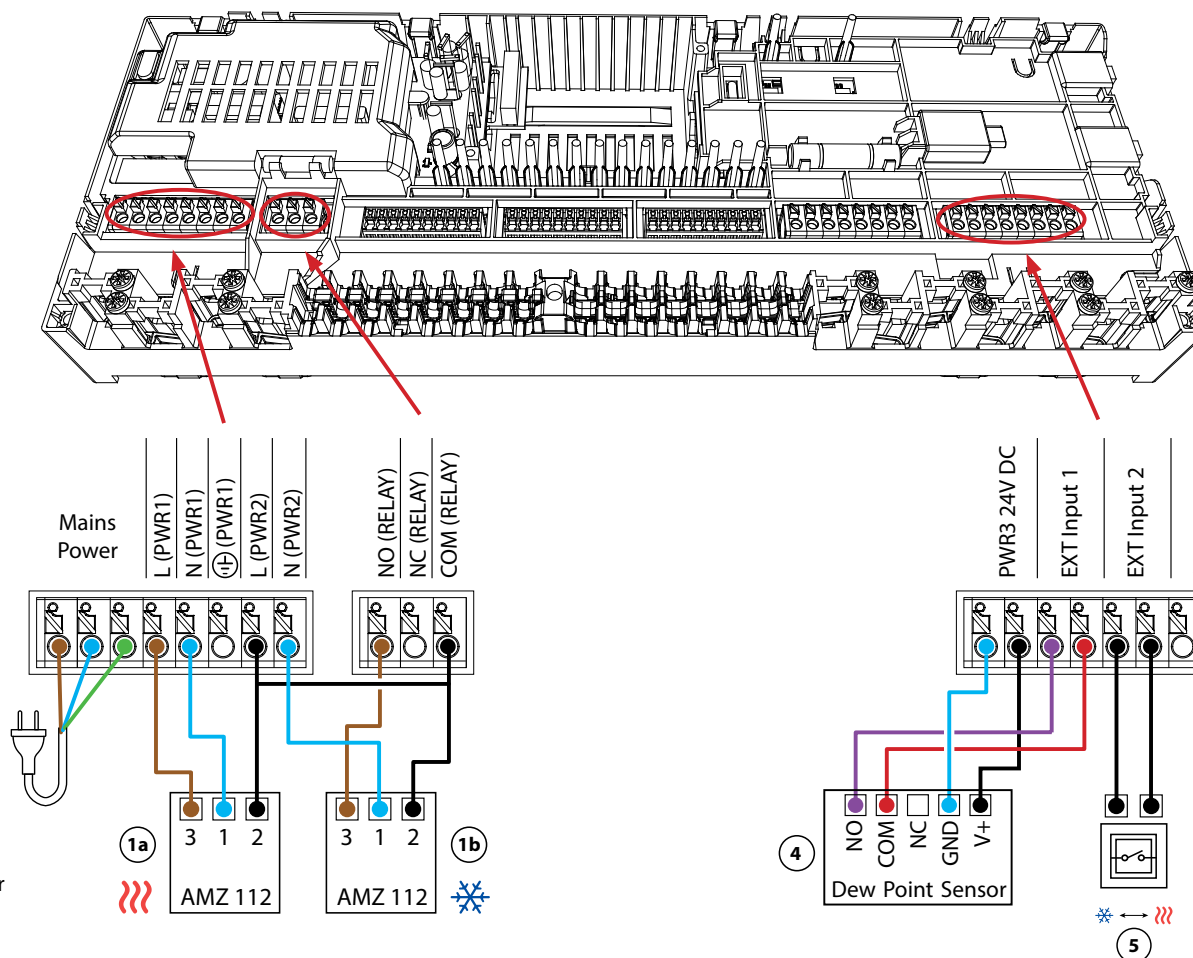 Mains
Power
L (PWR1)
N (PWR1)
⏚ (PWR1)
L (PWR2)
N (PWR2)
NO (RELAY)
NC (RELAY)
COM (RELAY)
PWR3 24V DC
EXT Input 1
EXT Input 2
1a
3 1 2
AMZ 112
3 1 2
AMZ 112
1b
4
NO
COM
NC
GND
V+
Dew Point Sensor
5